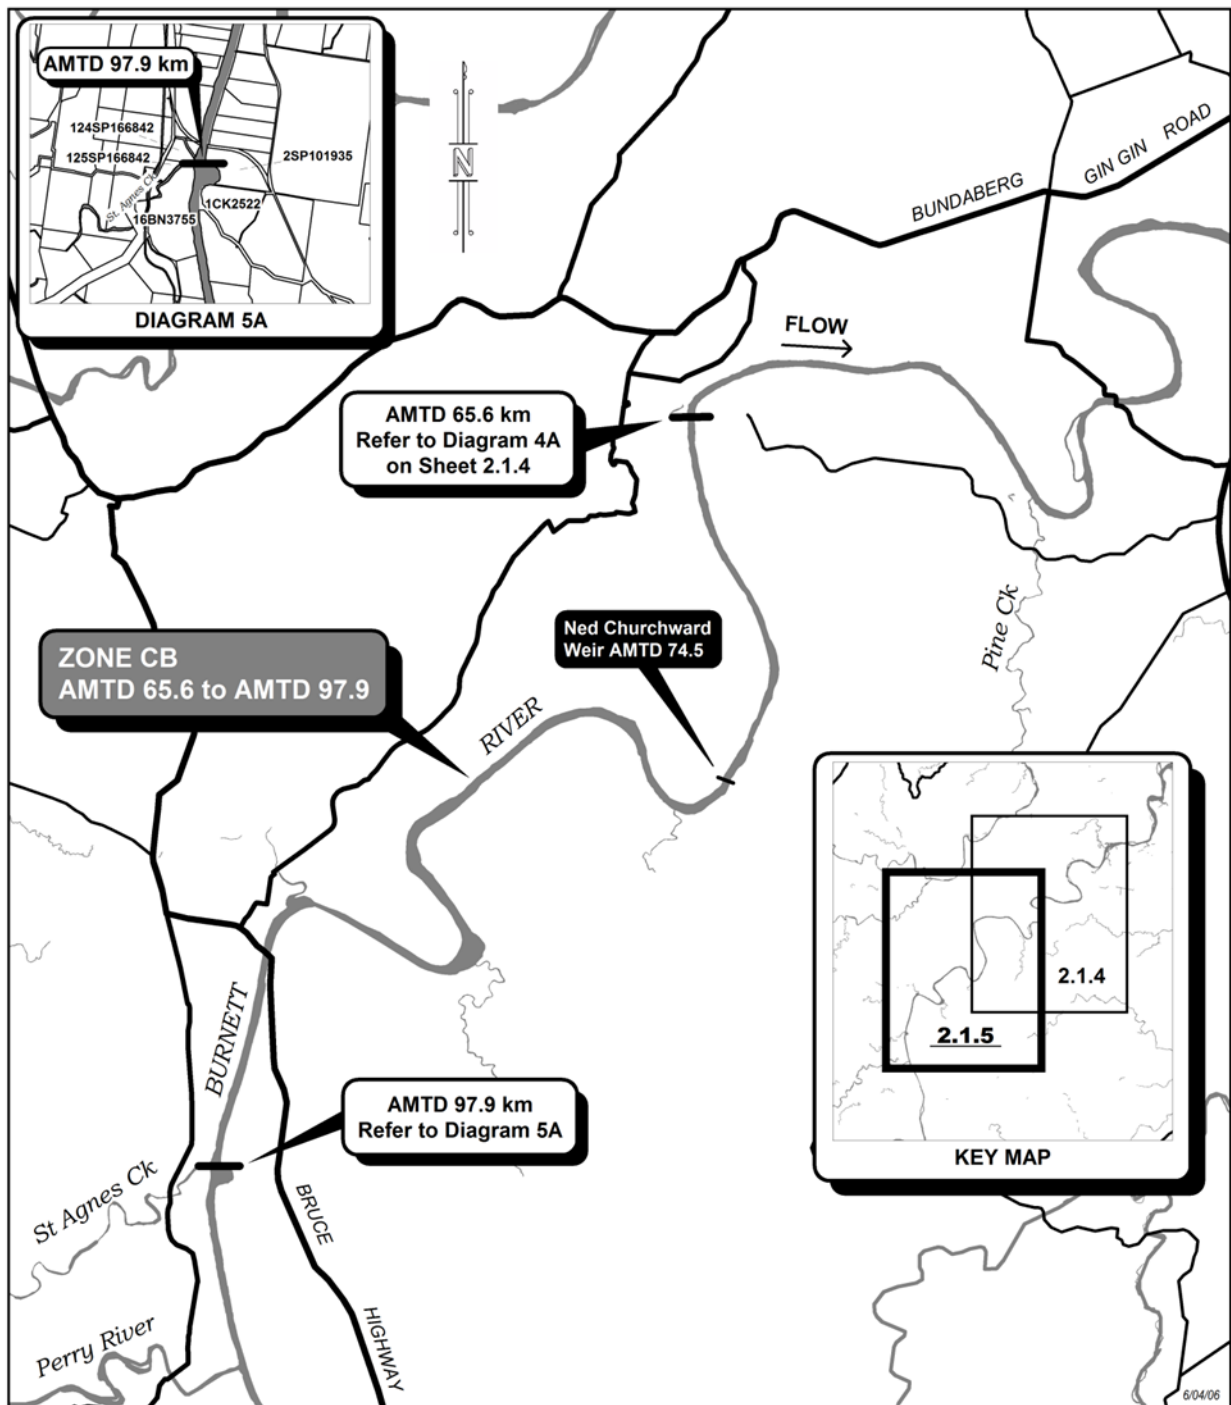 AMTD 97.9 km
124SP166842
125SP166842
2SP101935
St. Agnes Ck
1CK2522
16BN3755
DIAGRAM 5A
N
BUNDABERG
GIN GIN ROAD
FLOW
AMTD 65.6 km
Refer to Diagram 4A
on Sheet 2.1.4
Ned Churchward
Weir AMTD 74.5
Pine Ck
ZONE CB
AMTD 65.6 to AMTD 97.9
RIVER
2.1.4
2.1.5
KEY MAP
BURNETT
AMTD 97.9 km
Refer to Diagram 5A
St Agnes Ck
BRUCE
HIGHWAY
Perry River
6/04/06